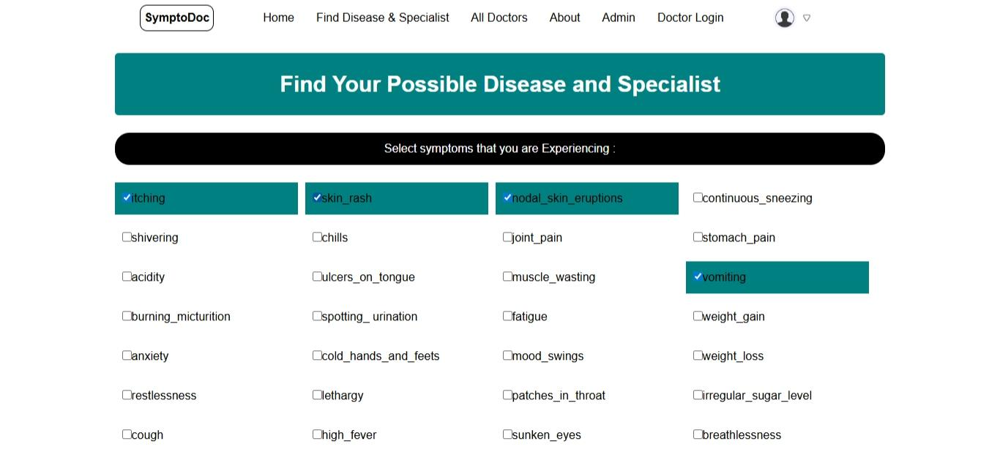 SymptoDoc Home Find Disease & Specialist All Doctors About Admin Doctor Login
Find Your Possible Disease and Specialist
Select symptoms that you are Experiencing :
itching skin_rash nodal_skin_eruptions continuous_sneezing
shivering chills joint_pain stomach_pain
acidity ulcers_on_tongue muscle_wasting vomiting
burning_micturition spotting_ urination fatigue weight_gain
anxiety cold_hands_and_feets mood_swings weight_loss
restlessness lethargy patches_in_throat irregular_sugar_level
cough high_fever sunken_eyes breathlessness